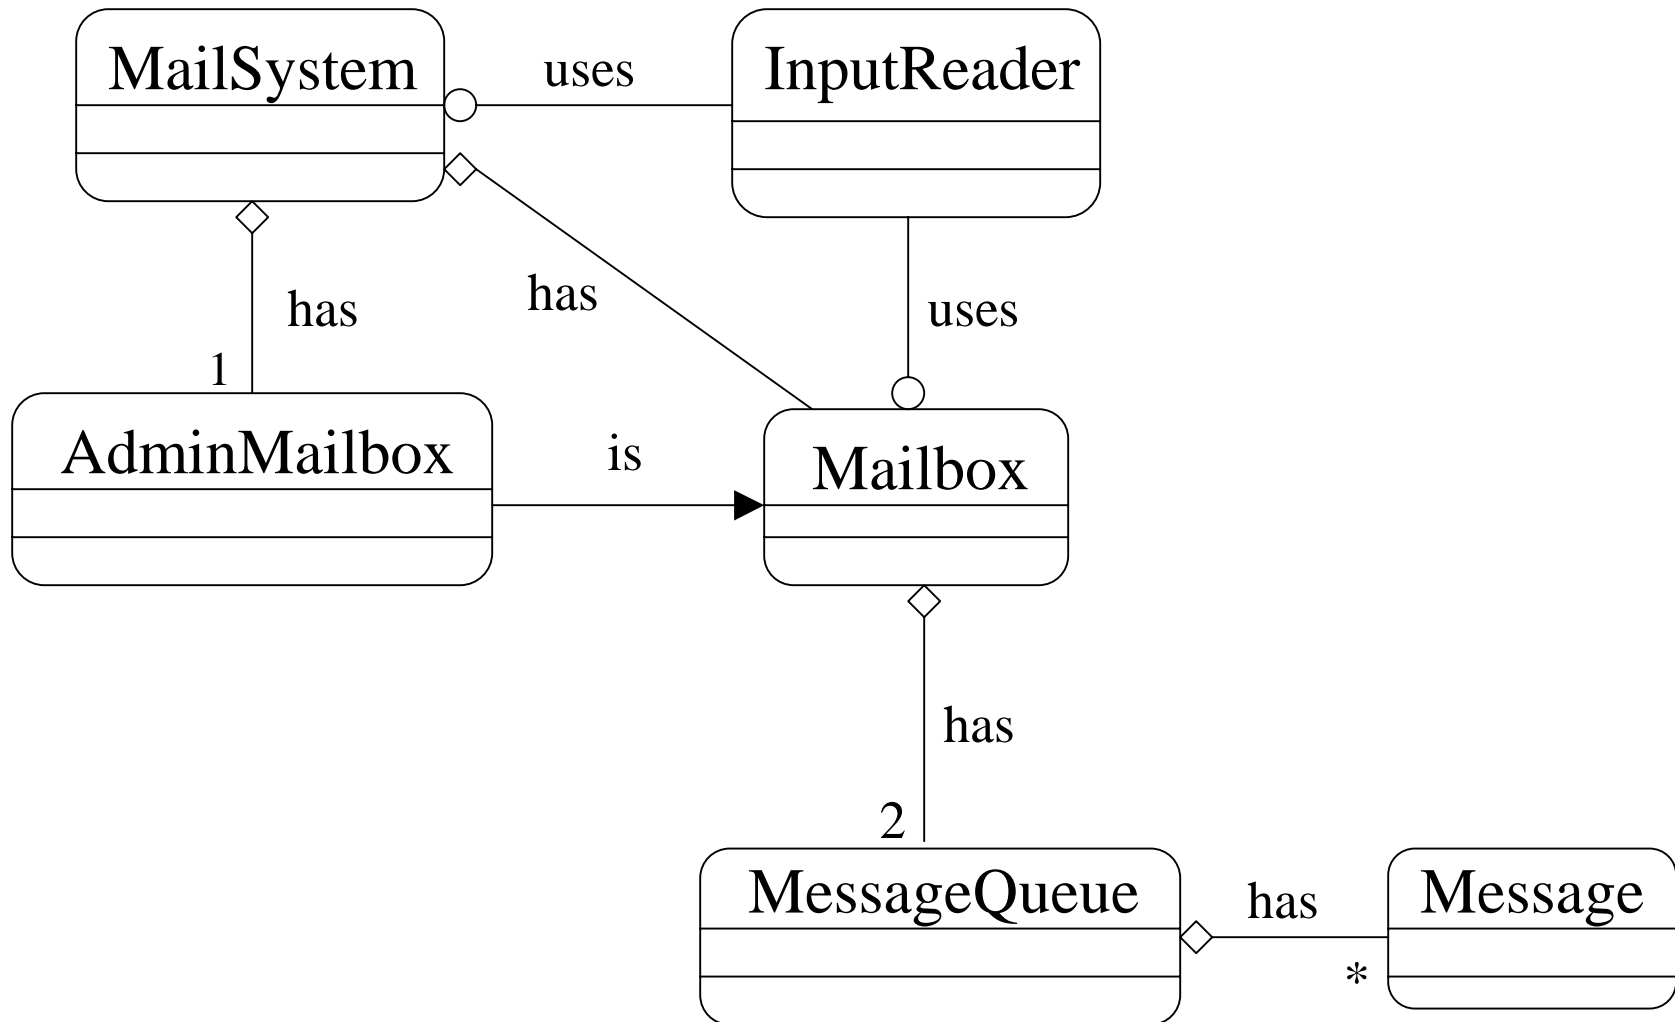 MailSystem
uses
InputReader
has
has
uses
1
AdminMailbox
is
Mailbox
has
2
MessageQueue
has
Message
*